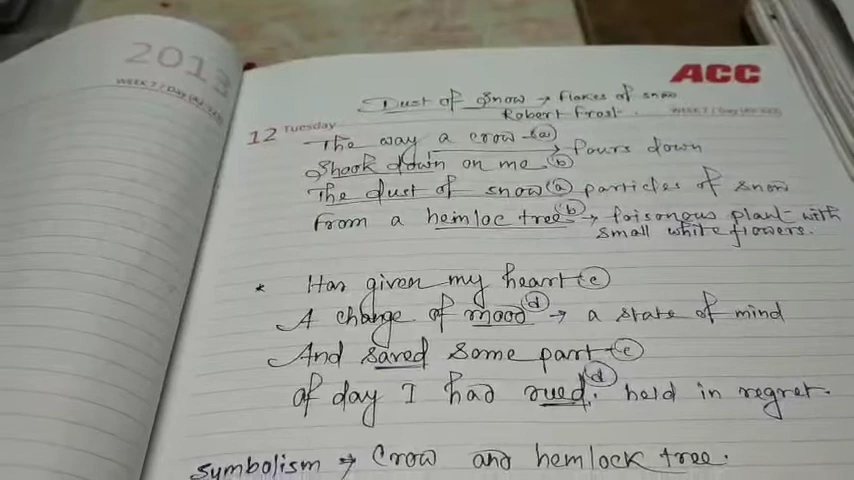 2013
WEEK 7 / Day
ACC
Dust of Snow → flakes of snow
Robert Frost.
WEEK 7 / Day
12 Tuesday
The way a crow (a)
Shook down on me (b) → Pours down
The dust of snow (a) particles of snow
From a hemloc tree (b) → poisonous plant with
small white flowers.
* Has given my heart (c)
A change of mood (d) → a state of mind
And saved some part (c)
of day I had rued. (d) held in regret.
Symbolism → Crow and hemlock tree.